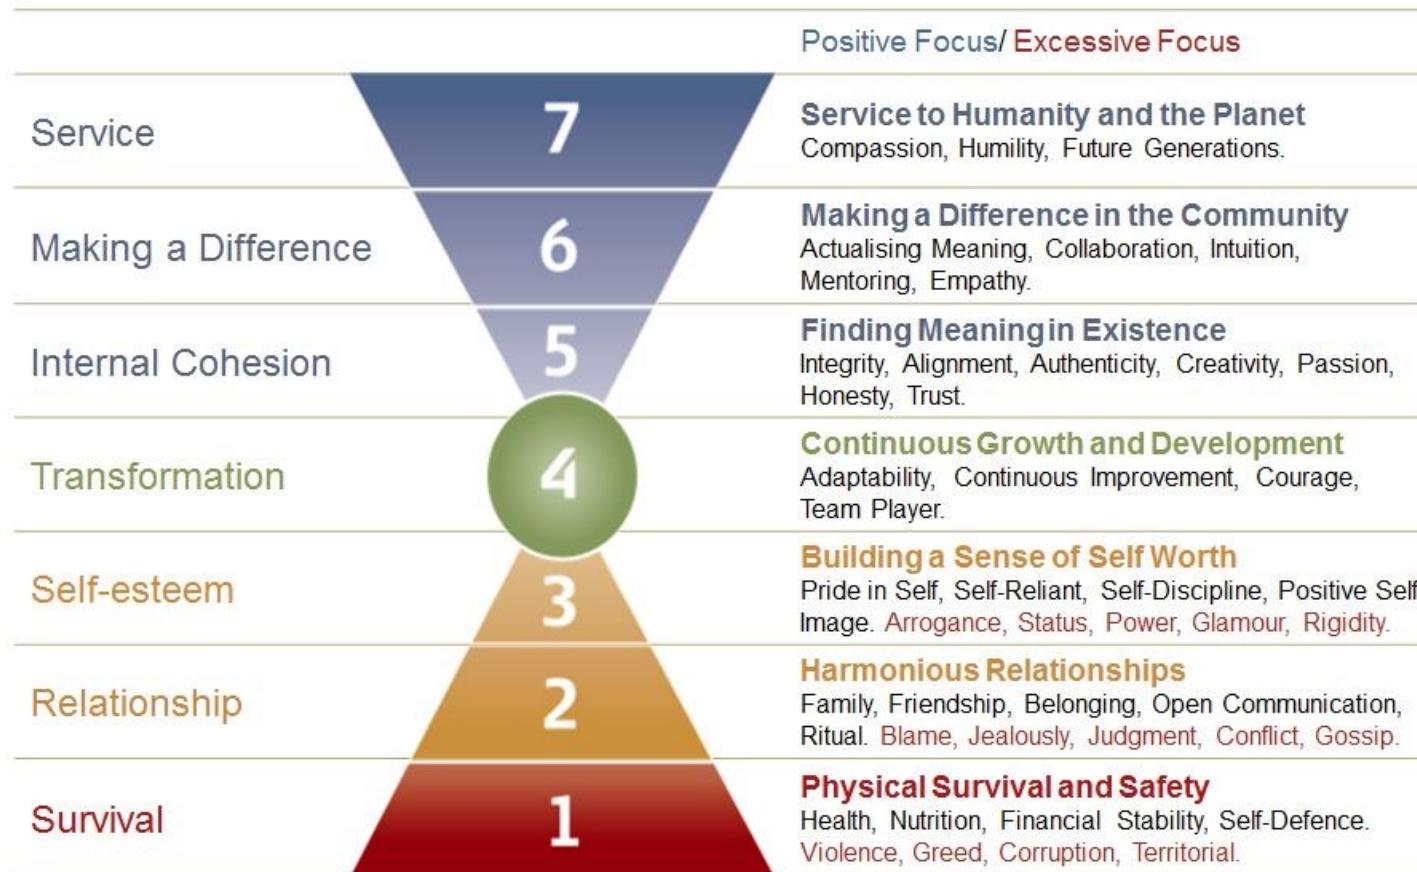 Positive Focus/ Excessive Focus
Service
7
Service to Humanity and the Planet
Compassion, Humility, Future Generations.
Making a Difference
6
Making a Difference in the Community
Actualising Meaning, Collaboration, Intuition,
Mentoring, Empathy.
Internal Cohesion
5
Finding Meaning in Existence
Integrity, Alignment, Authenticity, Creativity, Passion,
Honesty, Trust.
Transformation
4
Continuous Growth and Development
Adaptability, Continuous Improvement, Courage,
Team Player.
Self-esteem
3
Building a Sense of Self Worth
Pride in Self, Self-Reliant, Self-Discipline, Positive Self
Image. Arrogance, Status, Power, Glamour, Rigidity.
Relationship
2
Harmonious Relationships
Family, Friendship, Belonging, Open Communication,
Ritual. Blame, Jealously, Judgment, Conflict, Gossip.
Survival
1
Physical Survival and Safety
Health, Nutrition, Financial Stability, Self-Defence.
Violence, Greed, Corruption, Territorial.